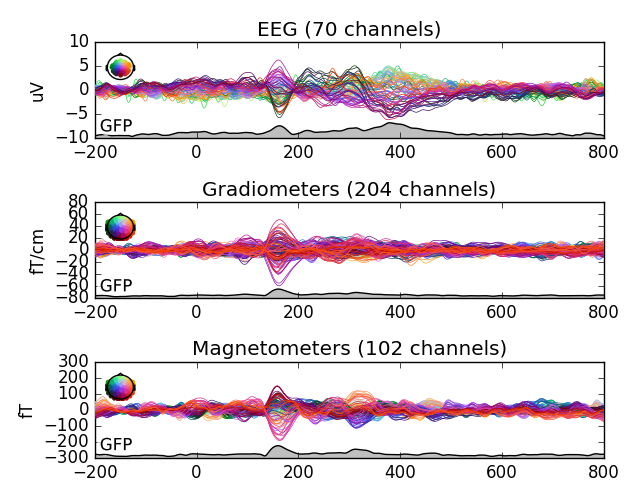 EEG (70 channels)
10
5
0
−5
−10
uV
GFP
−200 0 200 400 600 800
Gradiometers (204 channels)
80
60
40
20
0
−20
−40
−60
−80
fT/cm
GFP
−200 0 200 400 600 800
Magnetometers (102 channels)
300
200
100
0
−100
−200
−300
fT
GFP
−200 0 200 400 600 800